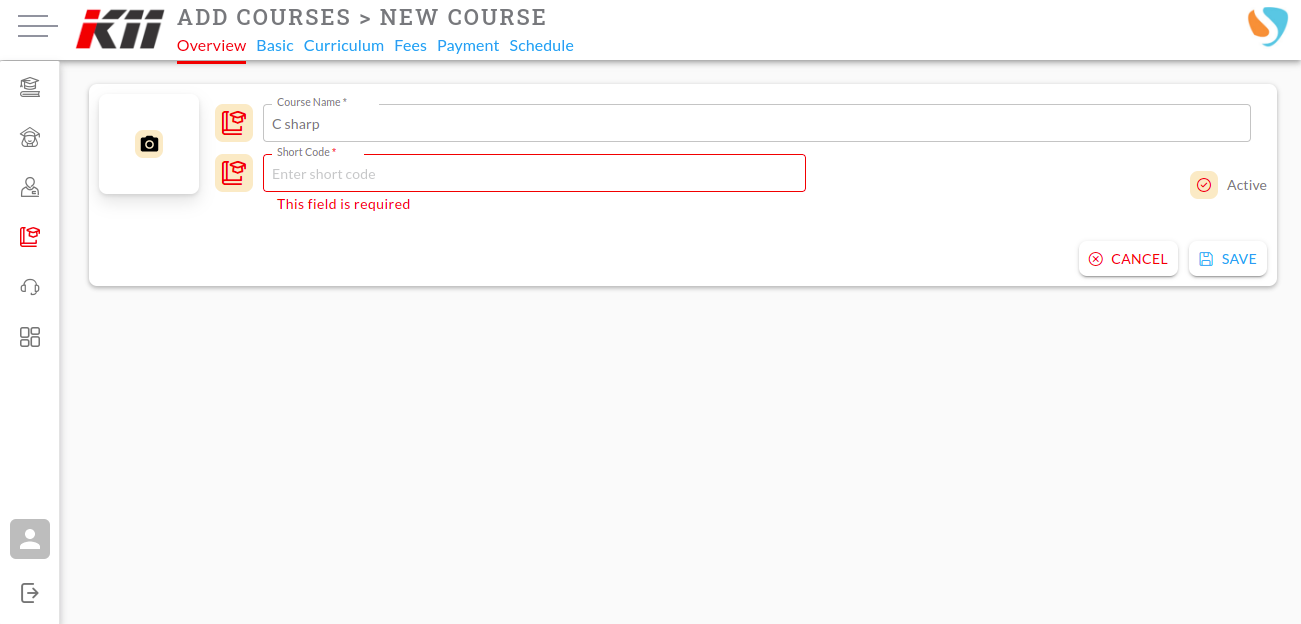 KII
ADD COURSES > NEW COURSE
Overview Basic Curriculum Fees Payment Schedule
Course Name *
C sharp
Short Code *
Enter short code
This field is required
Active
CANCEL SAVE